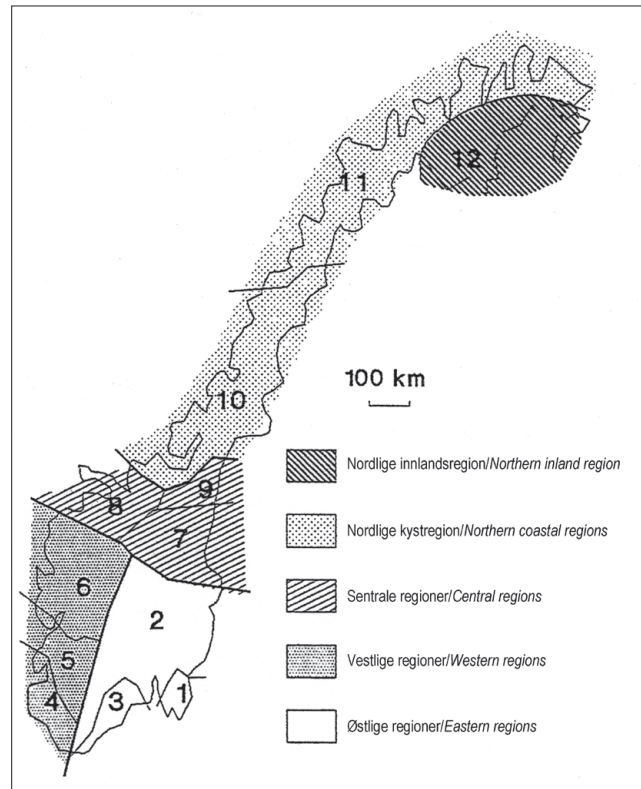 12
11
100 km
10
Nordlige innlandsregion/Northern inland region
9
8
Nordlige kystregion/Northern coastal regions
7
6
Sentrale regioner/Central regions
2
5
Vestlige regioner/Western regions
4
3
1
Østlige regioner/Eastern regions